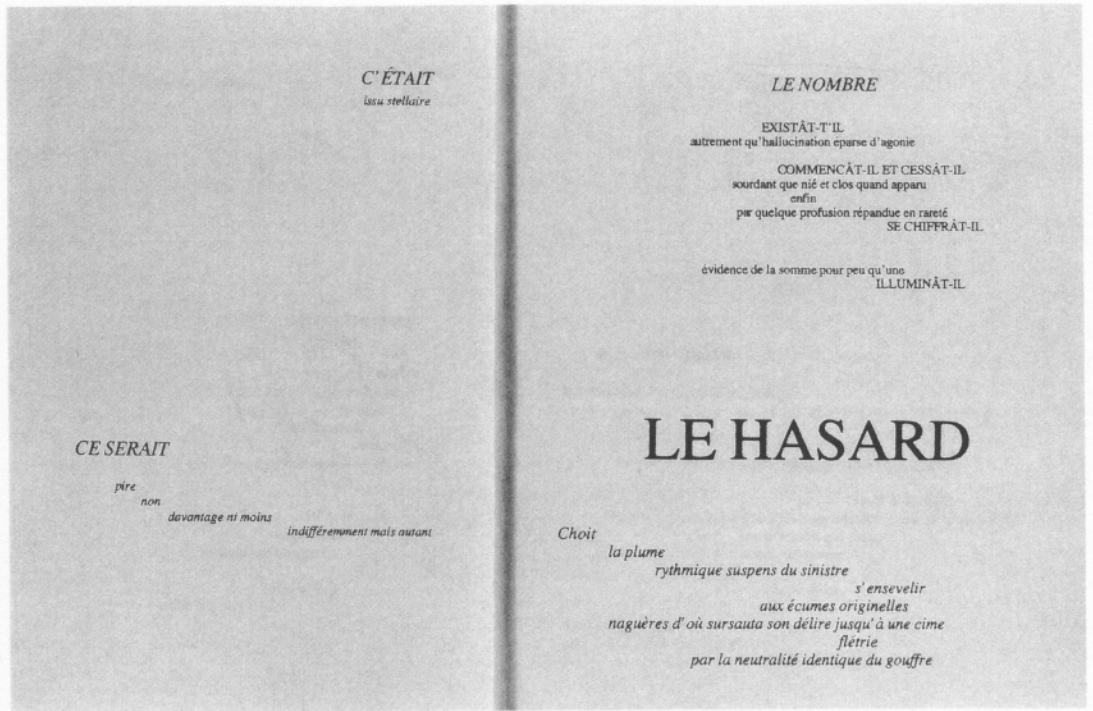 C'ÉTAIT
issu stellaire
CE SERAIT
pire
non
davantage ni moins
indifféremment mais autant
LE NOMBRE
EXISTÂT-T'IL
autrement qu'hallucination éparse d'agonie
COMMENCÂT-IL ET CESSÂT-IL
sourdant que nié et clos quand apparu
enfin
par quelque profusion répandue en rareté
SE CHIFFRÂT-IL
évidence de la somme pour peu qu'une
ILLUMINÂT-IL
LE HASARD
Choit
la plume
rythmique suspens du sinistre
s'ensevelir
aux écumes originelles
naguères d'où sursauta son délire jusqu'à une cime
flétrie
par la neutralité identique du gouffre